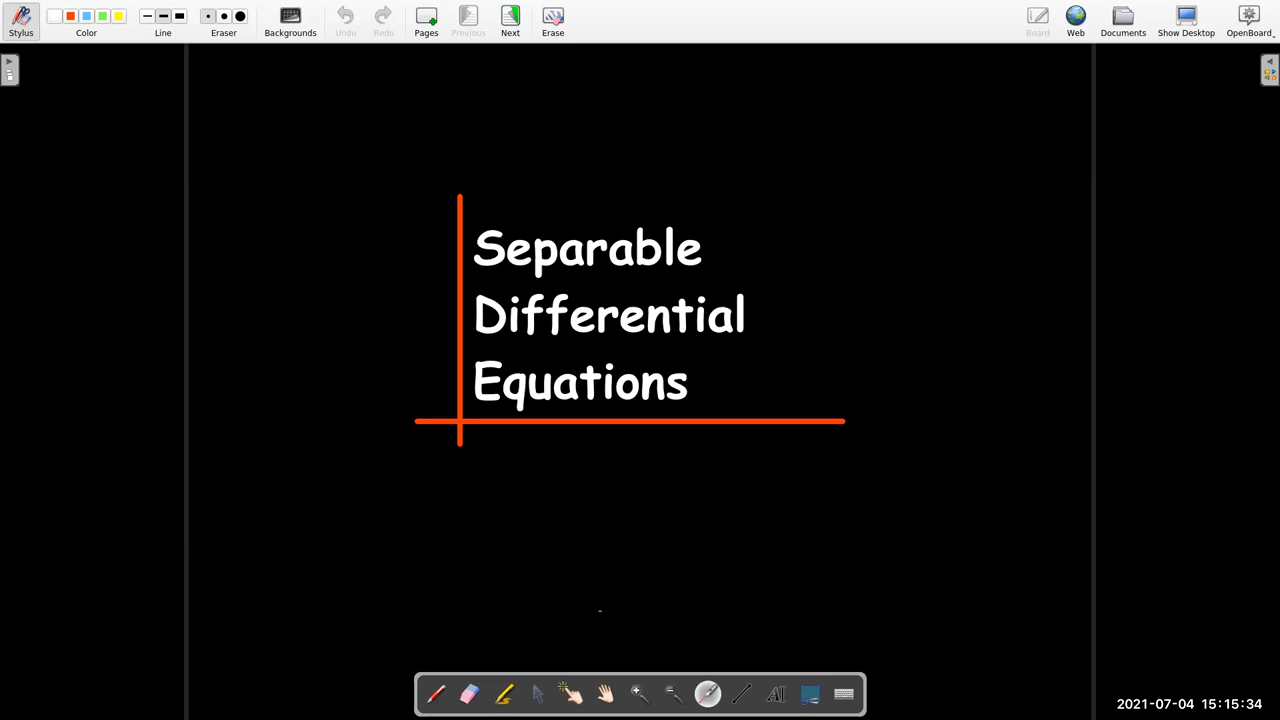 Stylus
Color
Line
Eraser
Backgrounds
Undo
Redo
Pages
Previous
Next
Erase
Board
Web
Documents
Show Desktop
OpenBoard
Separable
Differential
Equations
AI
2021-07-04 15:15:34